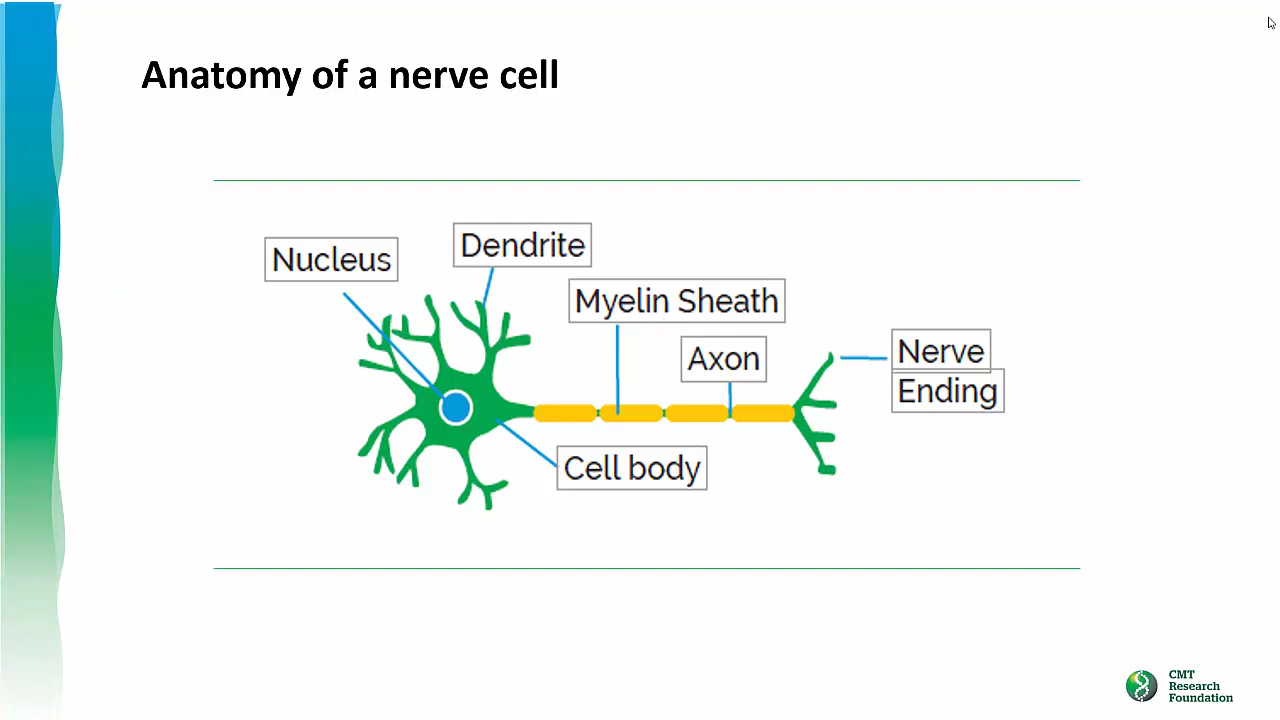 Anatomy of a nerve cell
Nucleus
Dendrite
Myelin Sheath
Axon
Nerve
Ending
Cell body
CMT
Research
Foundation